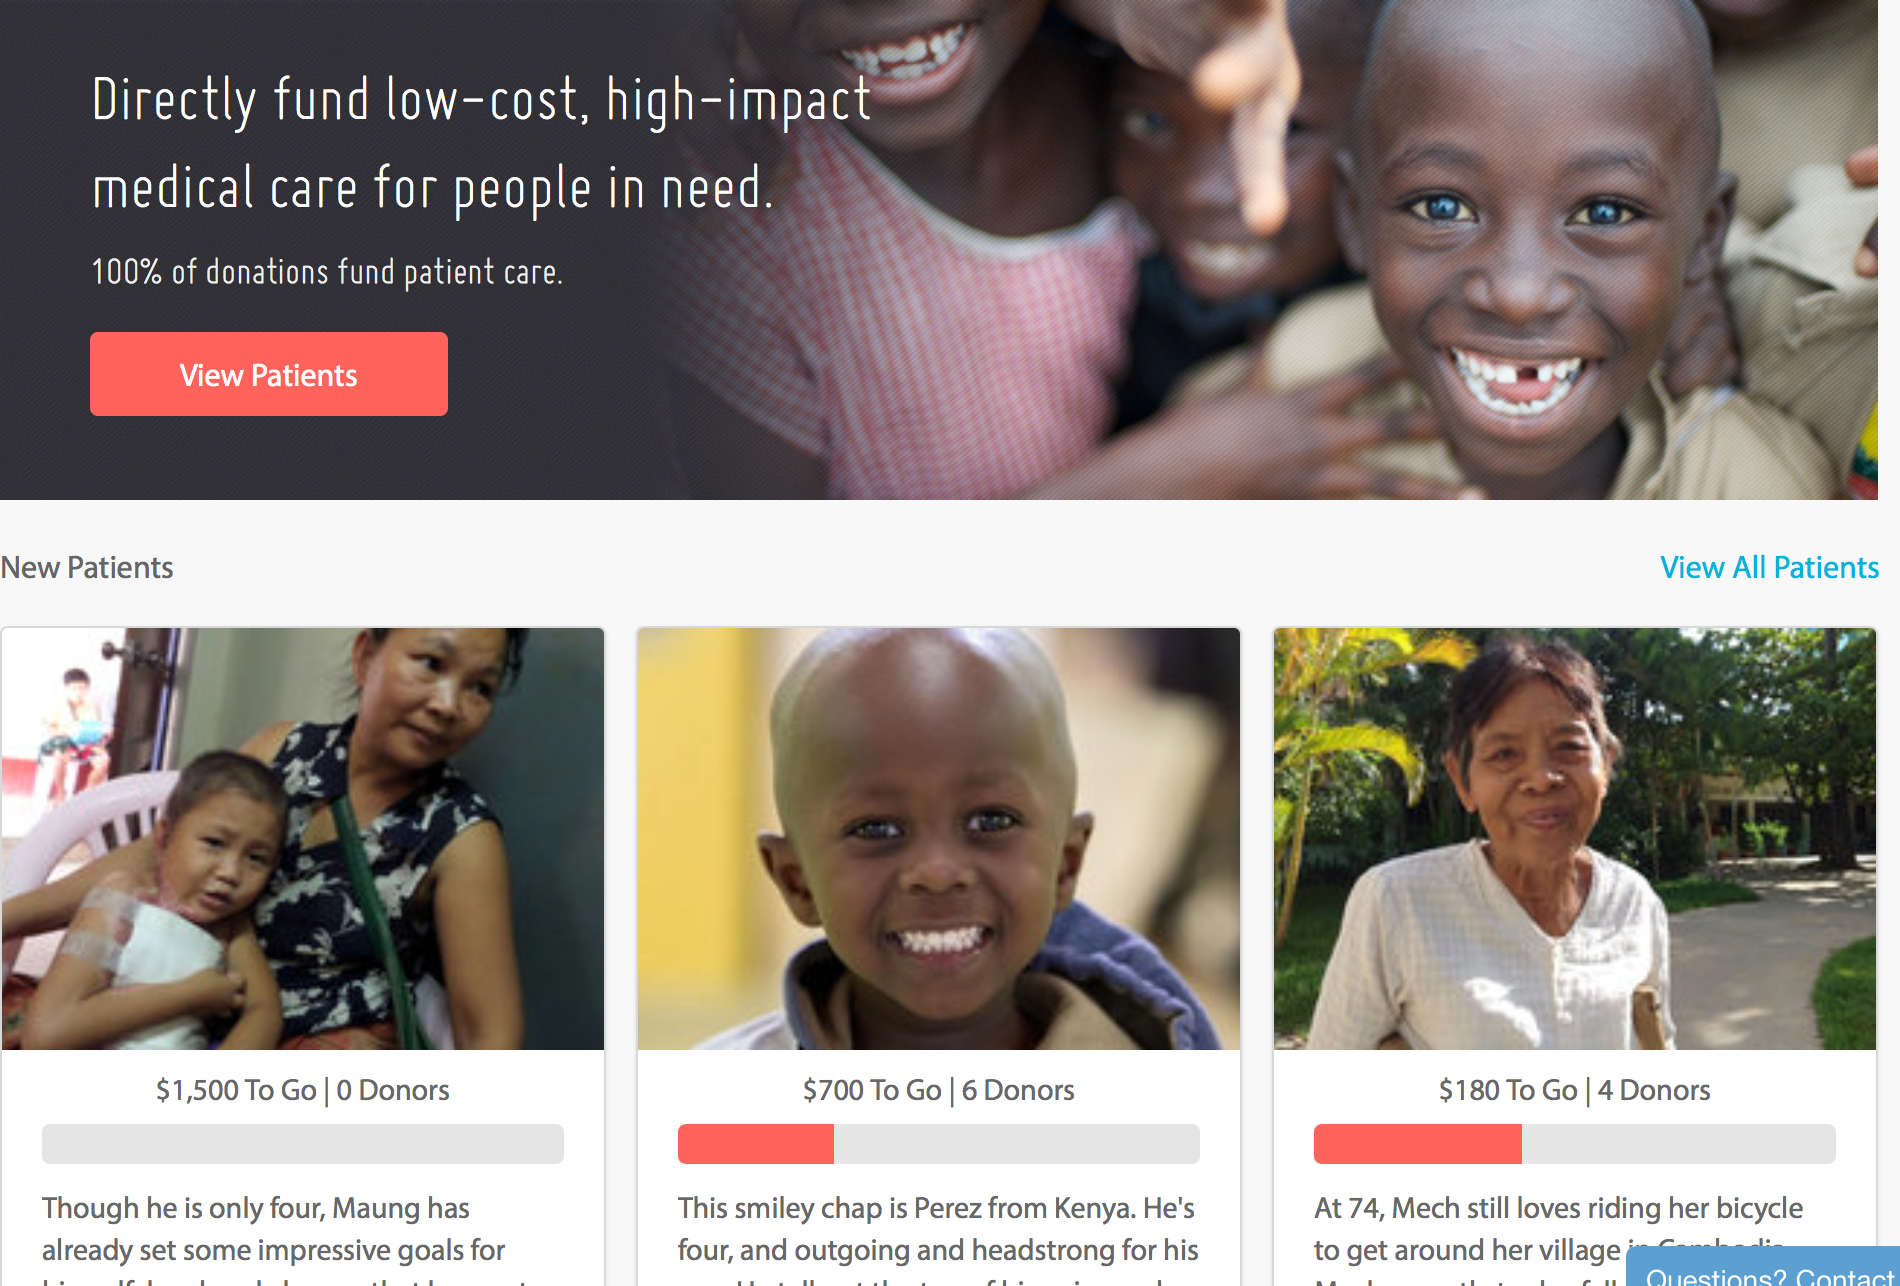 Directly fund low-cost, high-impact
medical care for people in need.
100% of donations fund patient care.
View Patients
New Patients
View All Patients
$1,500 To Go | 0 Donors
Though he is only four, Maung has
already set some impressive goals for
$700 To Go | 6 Donors
This smiley chap is Perez from Kenya. He's
four, and outgoing and headstrong for his
$180 To Go | 4 Donors
At 74, Mech still loves riding her bicycle
to get around her village in Cambodia.
Questions? Contact